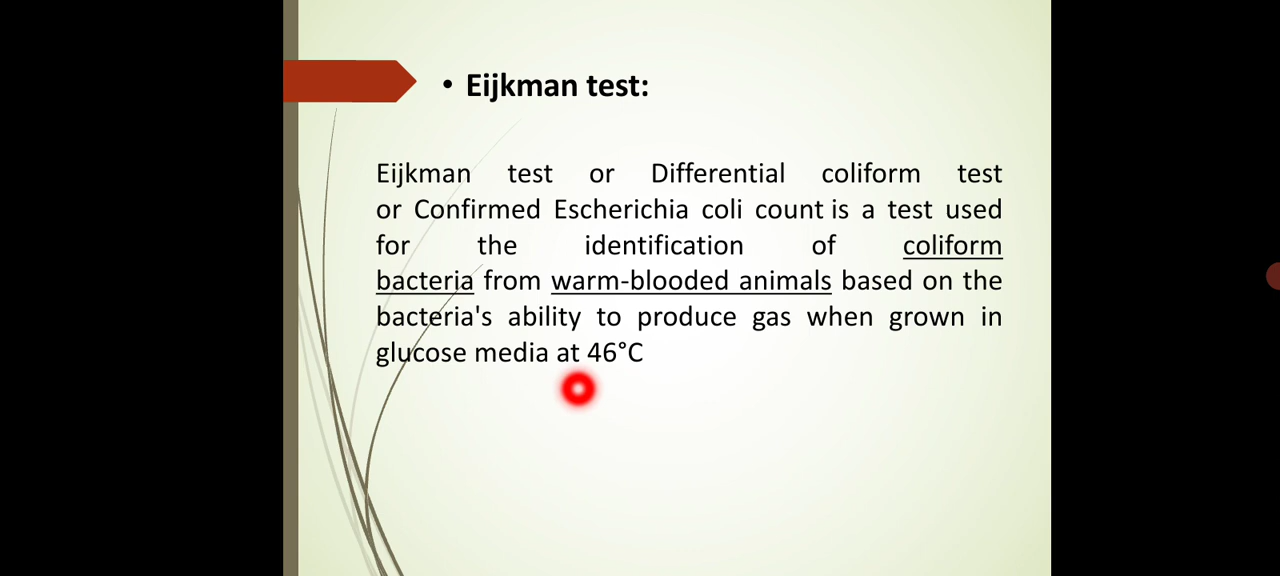 • Eijkman test:
Eijkman test or Differential coliform test
or Confirmed Escherichia coli count is a test used
for the identification of coliform
bacteria from warm-blooded animals based on the
bacteria's ability to produce gas when grown in
glucose media at 46°C